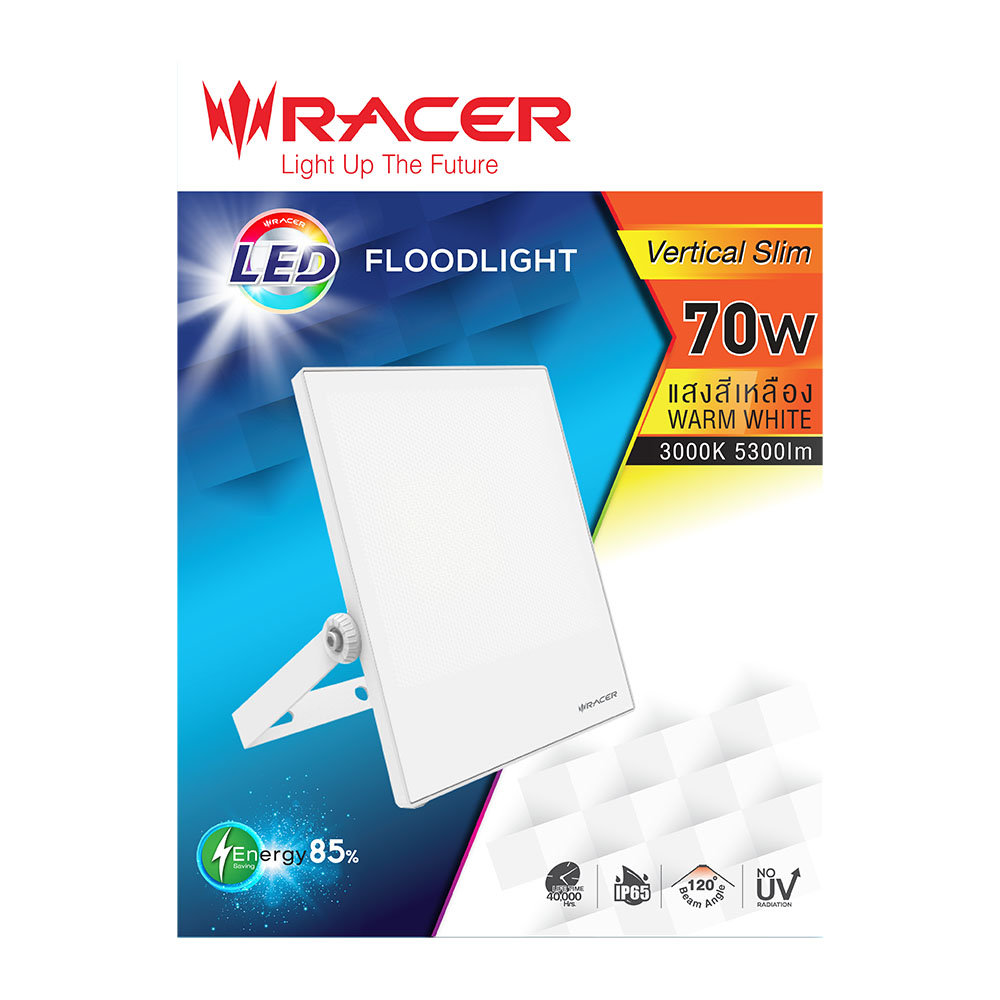 RACER
Light Up The Future
RACER
LED
FLOODLIGHT
Vertical Slim
70W
แสงสีเหลือง
WARM WHITE
3000K 5300lm
RACER
Energy 85%
Saving
LIFE TIME
40,000
Hrs.
IP65
120°
Beam Angle
NO
UV
RADIATION